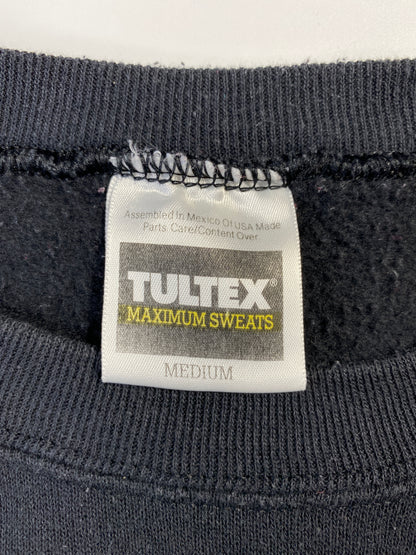 Assembled In Mexico Of USA Made
Parts. Care/Content Over
TULTEX®
MAXIMUM SWEATS
MEDIUM